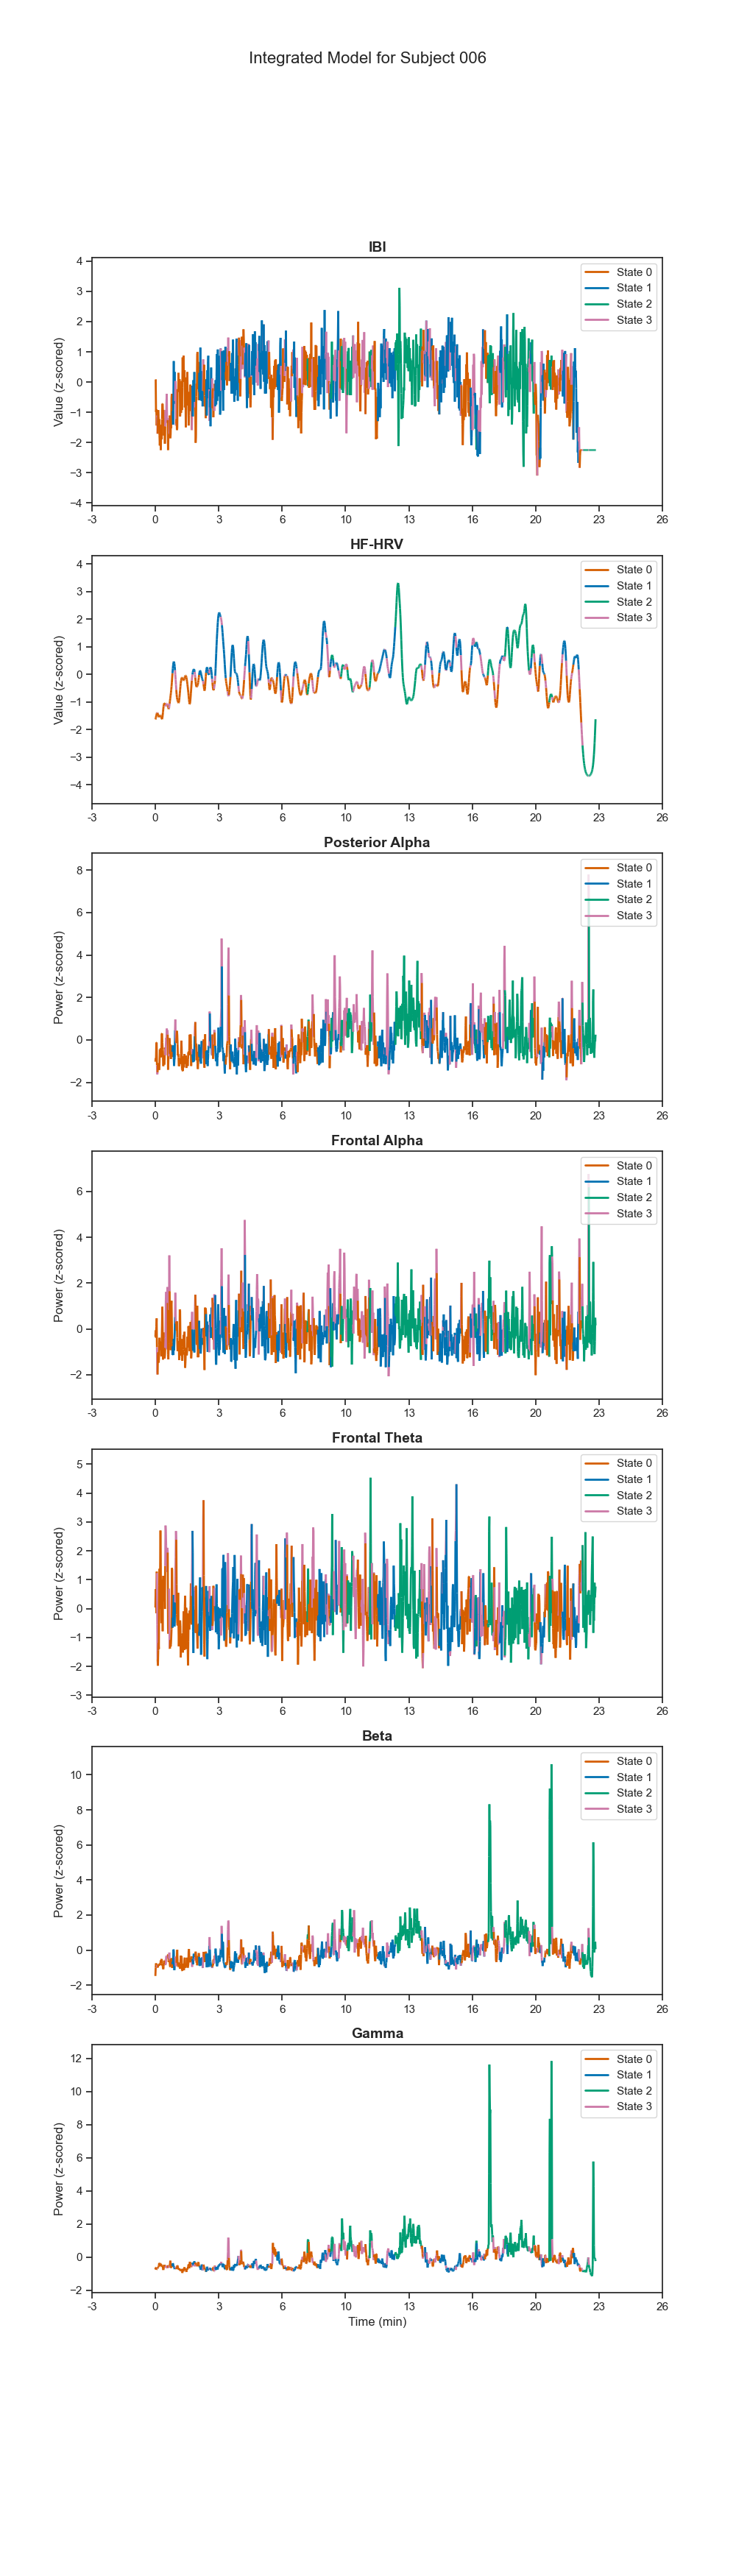 Integrated Model for Subject 006
IBI
Value (z-scored)
4
3
2
1
0
−1
−2
−3
−4
State 0
State 1
State 2
State 3
-3 0 3 6 10 13 16 20 23 26
HF-HRV
Value (z-scored)
4
3
2
1
0
−1
−2
−3
−4
State 0
State 1
State 2
State 3
-3 0 3 6 10 13 16 20 23 26
Posterior Alpha
Power (z-scored)
8
6
4
2
0
−2
State 0
State 1
State 2
State 3
-3 0 3 6 10 13 16 20 23 26
Frontal Alpha
Power (z-scored)
6
4
2
0
−2
State 0
State 1
State 2
State 3
-3 0 3 6 10 13 16 20 23 26
Frontal Theta
Power (z-scored)
5
4
3
2
1
0
−1
−2
−3
State 0
State 1
State 2
State 3
-3 0 3 6 10 13 16 20 23 26
Beta
Power (z-scored)
10
8
6
4
2
0
−2
State 0
State 1
State 2
State 3
-3 0 3 6 10 13 16 20 23 26
Gamma
Power (z-scored)
12
10
8
6
4
2
0
−2
State 0
State 1
State 2
State 3
-3 0 3 6 10 13 16 20 23 26
Time (min)